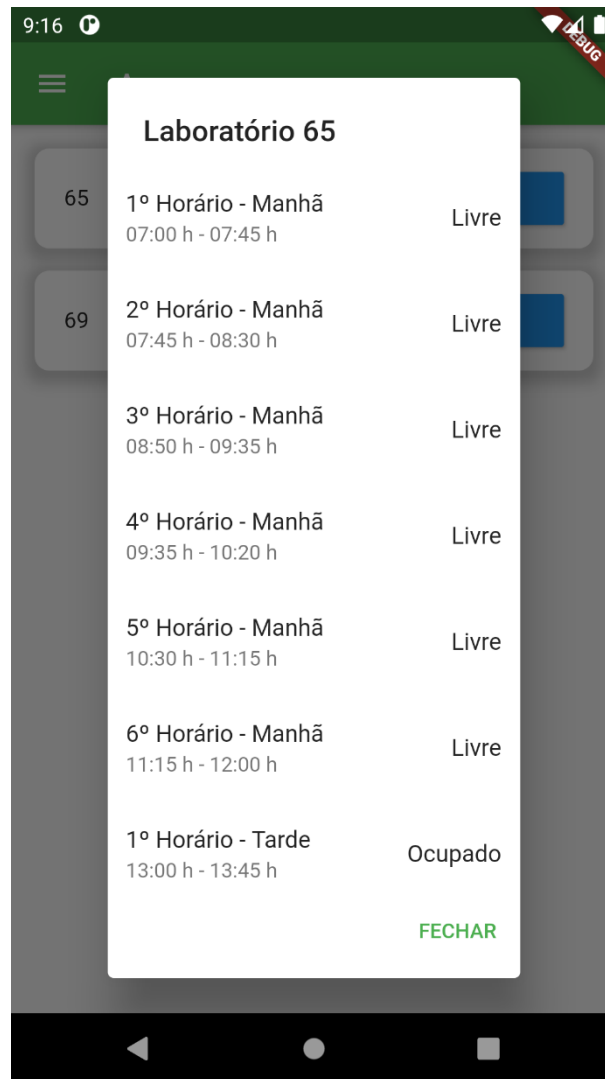 9:16
DEBUG
Laboratório 65
65
1º Horário - Manhã
Livre
07:00 h - 07:45 h
69
2º Horário - Manhã
Livre
07:45 h - 08:30 h
3º Horário - Manhã
Livre
08:50 h - 09:35 h
4º Horário - Manhã
Livre
09:35 h - 10:20 h
5º Horário - Manhã
Livre
10:30 h - 11:15 h
6º Horário - Manhã
Livre
11:15 h - 12:00 h
1º Horário - Tarde
Ocupado
13:00 h - 13:45 h
FECHAR